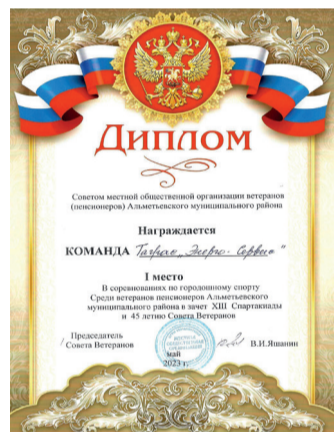 ДИПЛОМ
Советом местной общественной организации ветеранов
(пенсионеров) Альметьевского муниципального района
Награждается
КОМАНДА Татрао „Энерго-Сервис"
I место
В соревнованиях по городошному спорту
Среди ветеранов пенсионеров Альметьевского
муниципального района в зачет XIII Спартакиады
и 45 летию Совета Ветеранов
Председатель
Совета Ветеранов
В.И.Яшанин
май
2023 г.